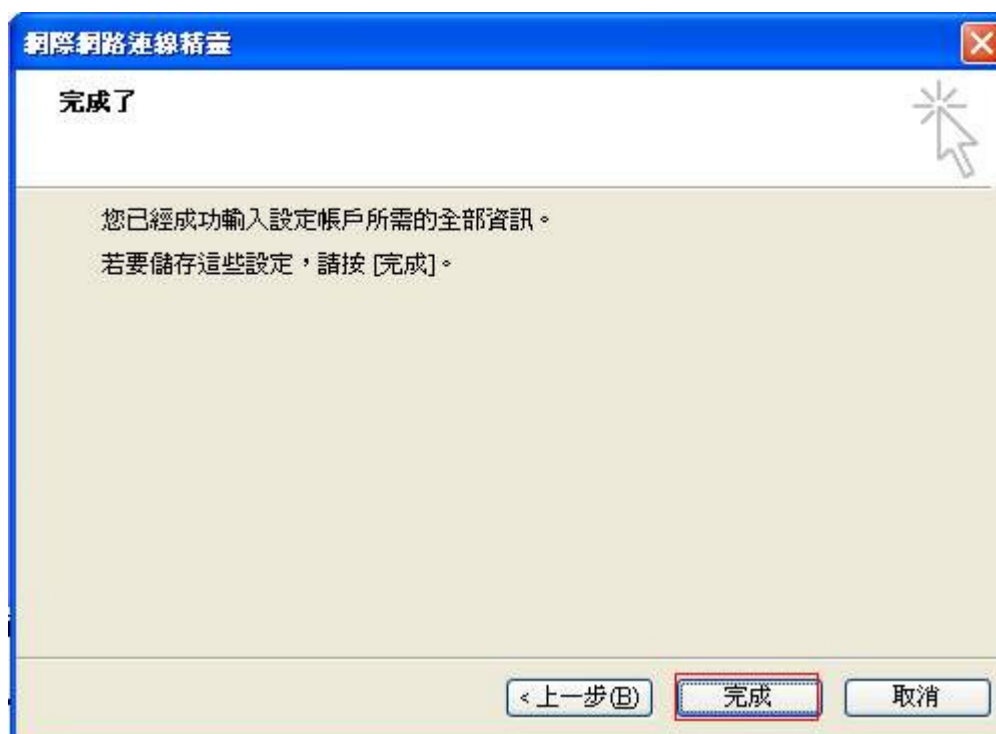 網際網路連線精靈
完成了
您已經成功輸入設定帳戶所需的全部資訊。
若要儲存這些設定，請按 [完成]。
<上一步(B)
完成
取消